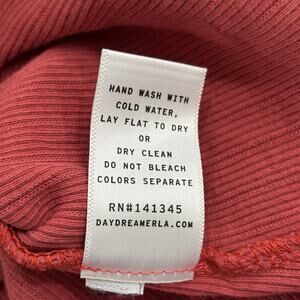 HAND WASH WITH
COLD WATER,
LAY FLAT TO DRY
OR
DRY CLEAN
DO NOT BLEACH
COLORS SEPARATE
RN#141345
DAYDREAMERLA.COM